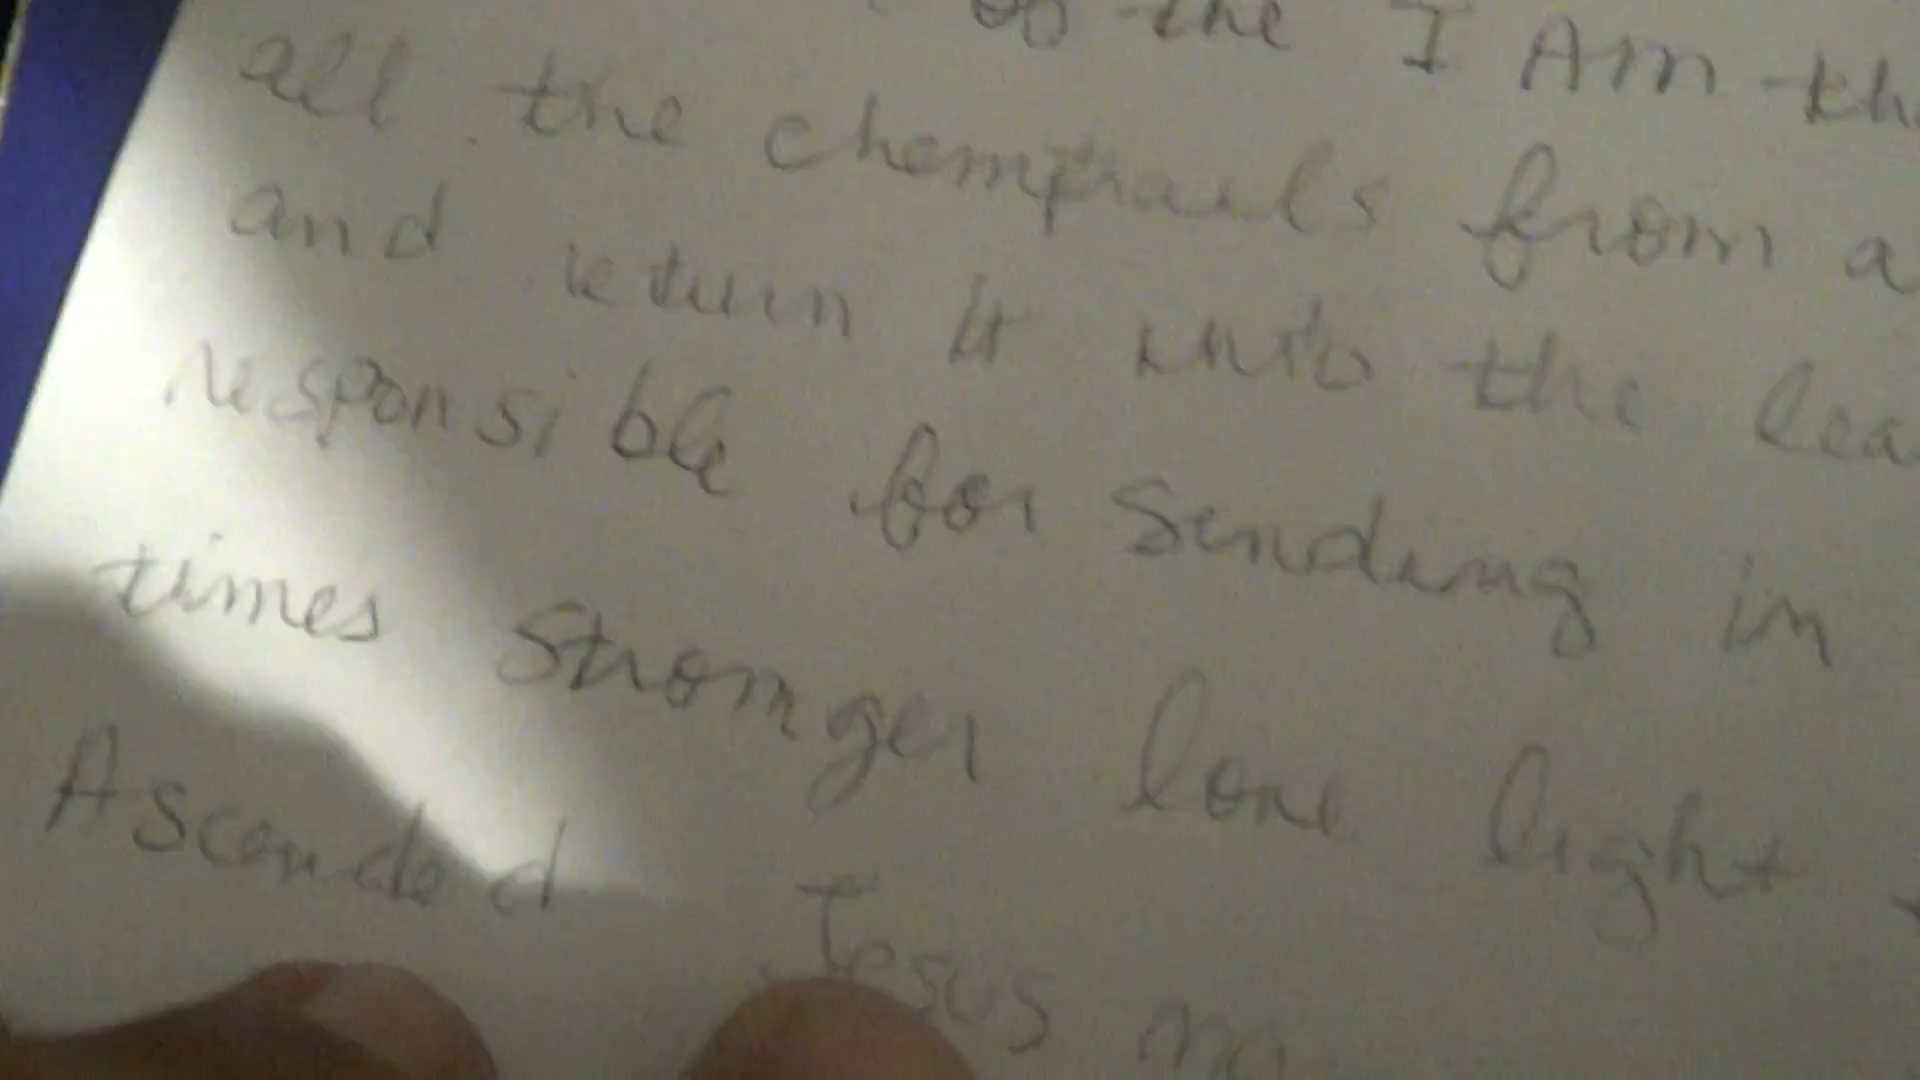 of the I Am
all the chemtrails from
and return it unto the
responsible for sending in
times stronger love light
Ascended Jesus